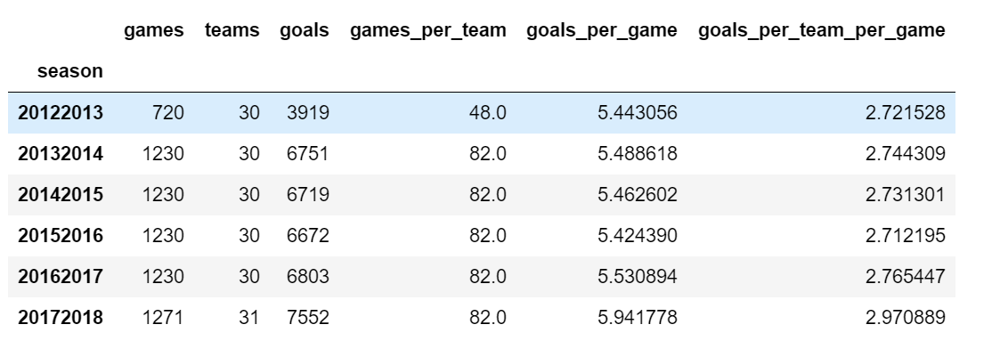 games teams goals games_per_team goals_per_game goals_per_team_per_game
season
20122013 720 30 3919 48.0 5.443056 2.721528
20132014 1230 30 6751 82.0 5.488618 2.744309
20142015 1230 30 6719 82.0 5.462602 2.731301
20152016 1230 30 6672 82.0 5.424390 2.712195
20162017 1230 30 6803 82.0 5.530894 2.765447
20172018 1271 31 7552 82.0 5.941778 2.970889